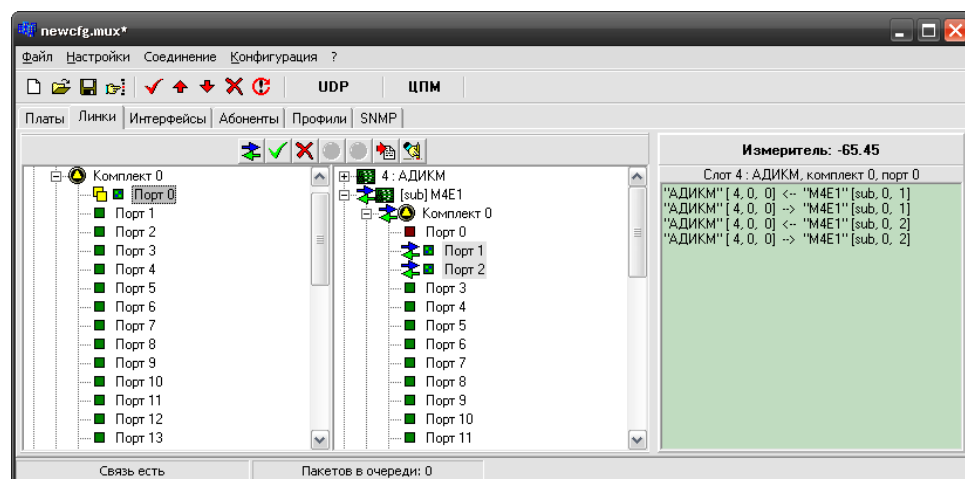 newcfg.mux*
Файл Настройки Соединение Конфигурация ?
UDP ЦПМ
Платы Линки Интерфейсы Абоненты Профили SNMP
Комплект 0
Порт 0
Порт 1
Порт 2
Порт 3
Порт 4
Порт 5
Порт 6
Порт 7
Порт 8
Порт 9
Порт 10
Порт 11
Порт 12
Порт 13
4 : АДИКМ
[sub] M4E1
Комплект 0
Порт 0
Порт 1
Порт 2
Порт 3
Порт 4
Порт 5
Порт 6
Порт 7
Порт 8
Порт 9
Порт 10
Порт 11
Измеритель: -65.45
Слот 4 : АДИКМ, комплект 0, порт 0
"АДИКМ" [ 4, 0, 0] <-- "M4E1" [sub, 0, 1]
"АДИКМ" [ 4, 0, 0] --> "M4E1" [sub, 0, 1]
"АДИКМ" [ 4, 0, 0] <-- "M4E1" [sub, 0, 2]
"АДИКМ" [ 4, 0, 0] --> "M4E1" [sub, 0, 2]
Связь есть
Пакетов в очереди: 0